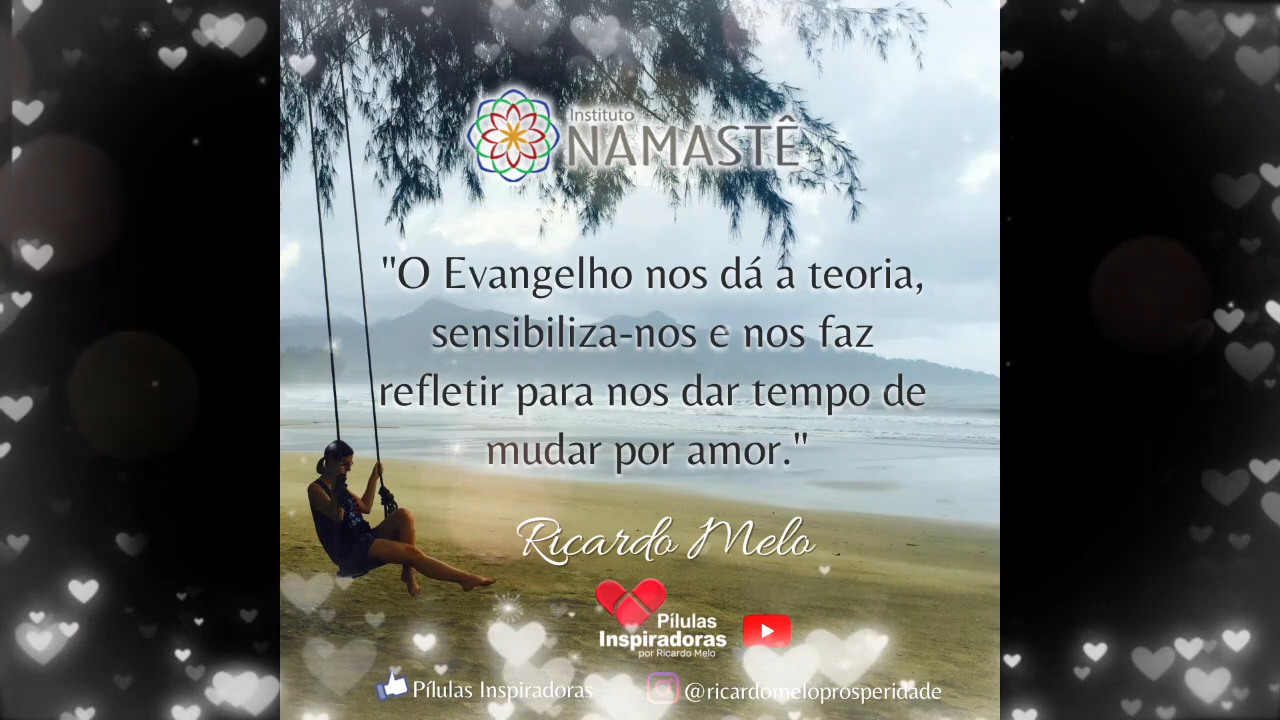 Instituto
NAMASTÊ
"O Evangelho nos dá a teoria,
sensibiliza-nos e nos faz
refletir para nos dar tempo de
mudar por amor."
Ricardo Melo
Pílulas
Inspiradoras
por Ricardo Melo
Pílulas Inspiradoras
@ricardomeloprosperidade